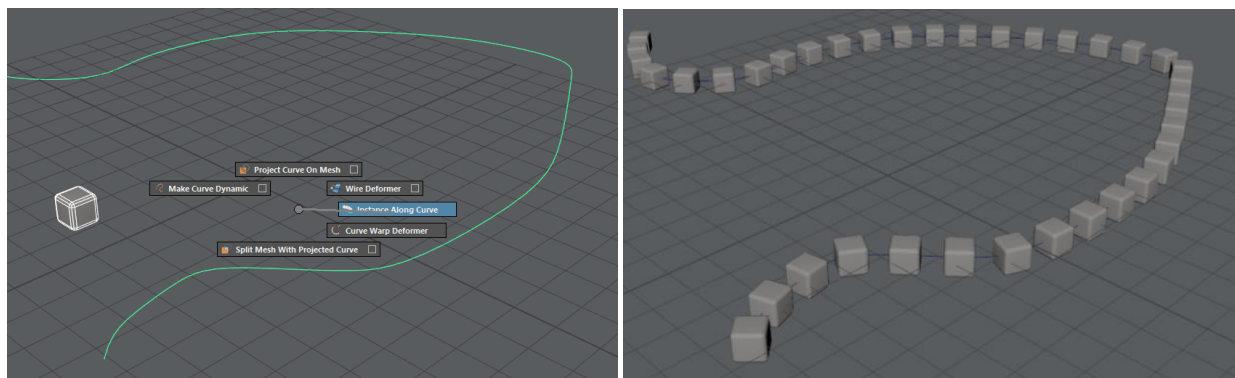 Project Curve On Mesh
Make Curve Dynamic
Wire Deformer
Instance Along Curve
Curve Warp Deformer
Split Mesh With Projected Curve